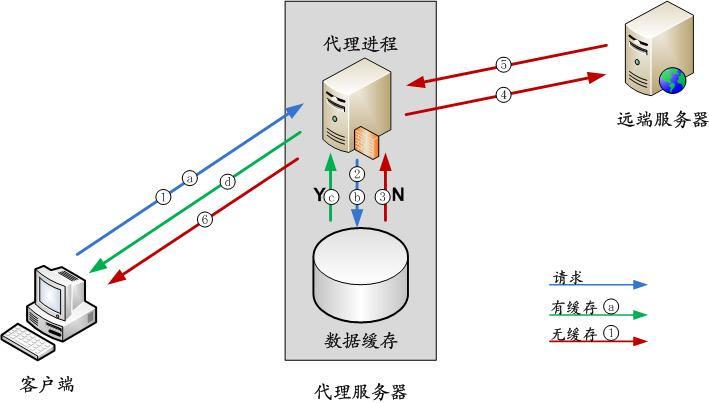 代理进程
⑤
④
远端服务器
① ⓐ
ⓓ
⑥
②
Y ⓒ ⓑ ③ N
请求
有缓存 ⓐ
无缓存 ①
数据缓存
客户端
代理服务器